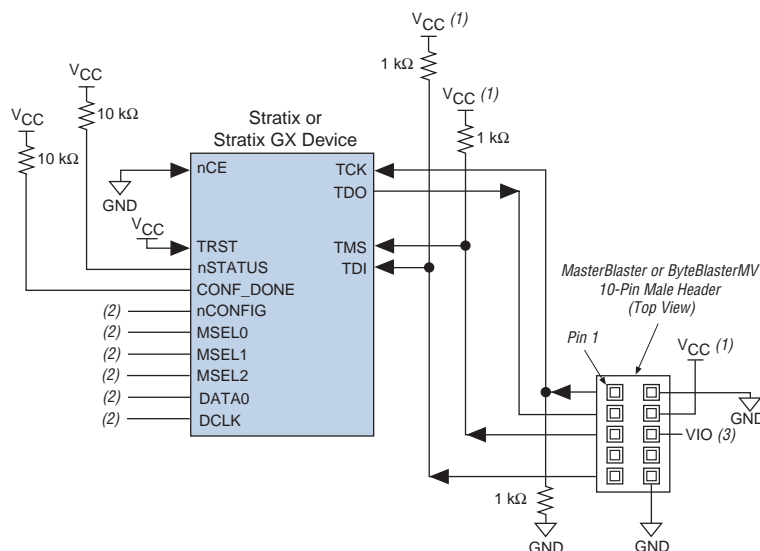 VCC (1)
1 kΩ
VCC (1)
1 kΩ
VCC
10 kΩ
VCC
10 kΩ
Stratix or
Stratix GX Device
nCE
GND
VCC
TRST
nSTATUS
CONF_DONE
(2) nCONFIG
(2) MSEL0
(2) MSEL1
(2) MSEL2
(2) DATA0
(2) DCLK
TCK
TDO
TMS
TDI
MasterBlaster or ByteBlasterMV
10-Pin Male Header
(Top View)
Pin 1
VCC (1)
GND
VIO (3)
1 kΩ
GND
GND